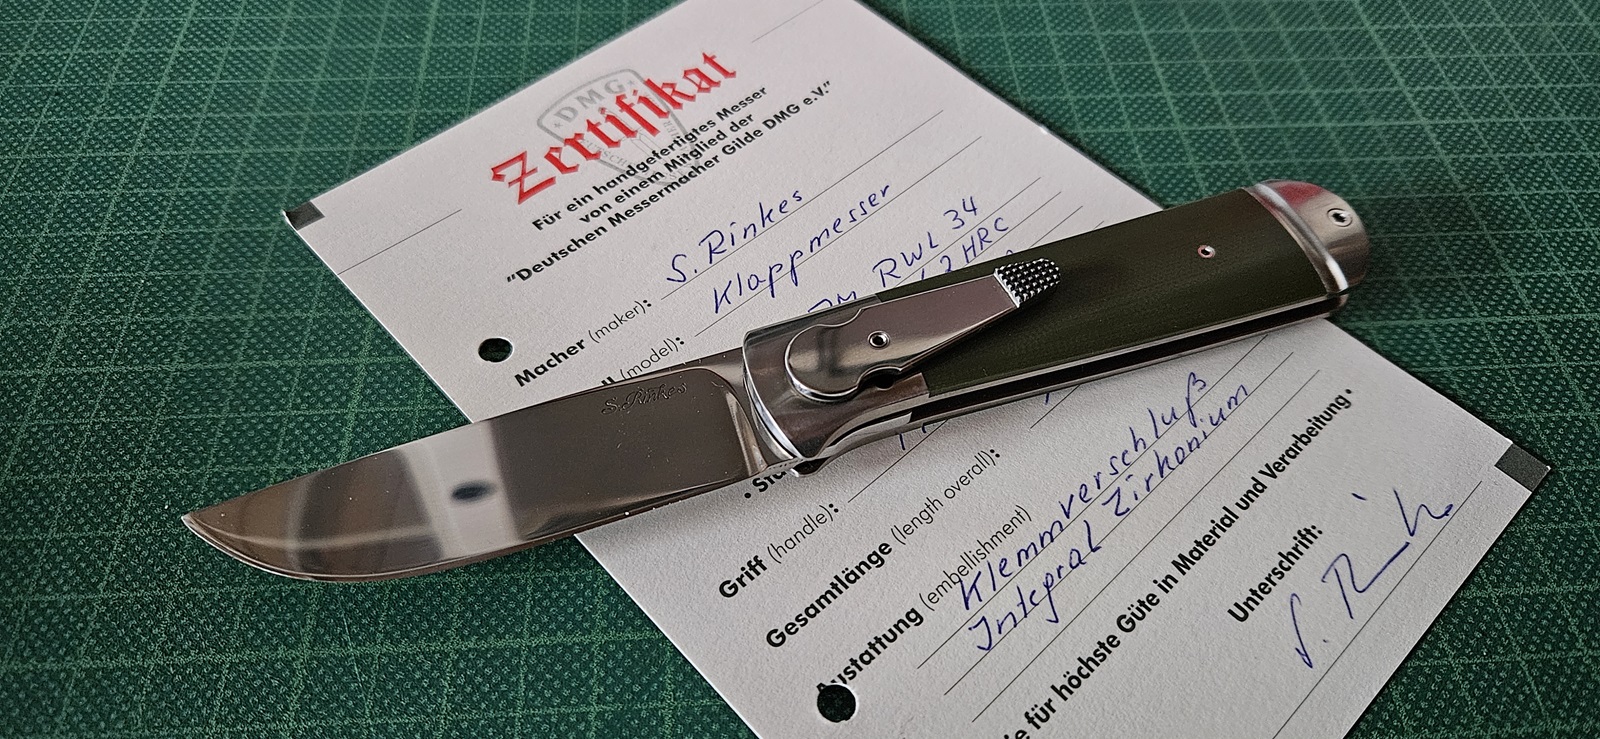 DMG
Zertifikat
Für ein handgefertigtes Messer
von einem Mitglied der
"Deutschen Messermacher Gilde DMG e.V."
Macher (maker): S. Rinkes
(model): Klappmesser
RWL 34
HRC
S. Rinkes
Griff (handle):
Gesamtlänge (length overall):
(embellishment) Klemmverschluß
Integral Zirkonium
für höchste Güte in Material und Verarbeitung"
Unterschrift: